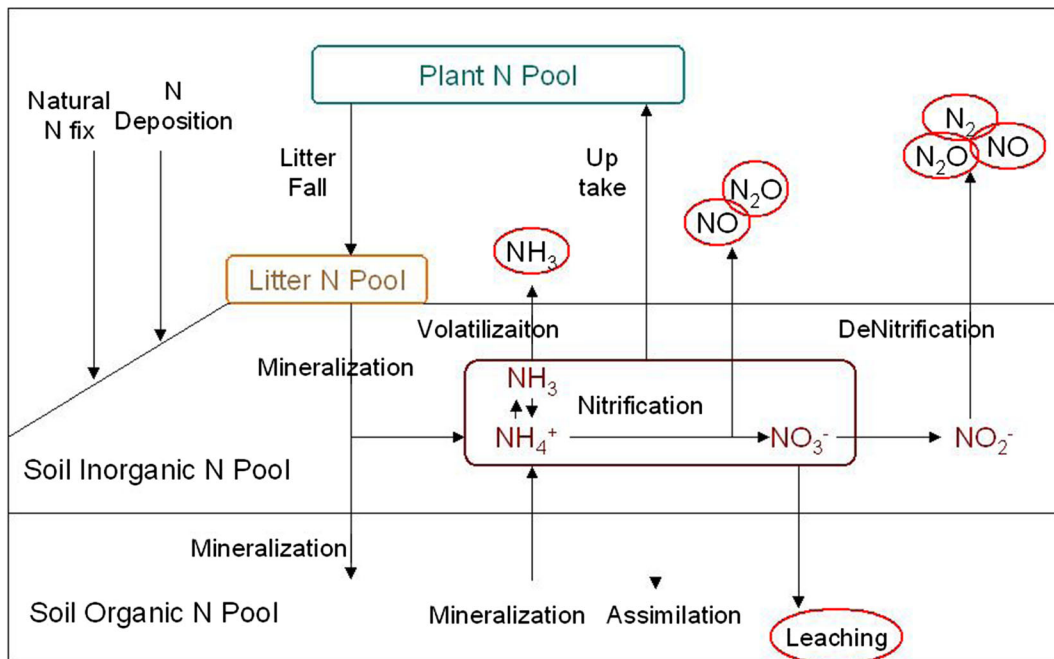 Plant N Pool
Natural
N fix
N
Deposition
Litter
Fall
Up
take
N₂O
NO
N₂
N₂O
NO
NH₃
Litter N Pool
Volatilizaiton
DeNitrification
Mineralization
NH₃
Nitrification
NH₄⁺
NO₃⁻
NO₂⁻
Soil Inorganic N Pool
Mineralization
Soil Organic N Pool
Mineralization
Assimilation
Leaching